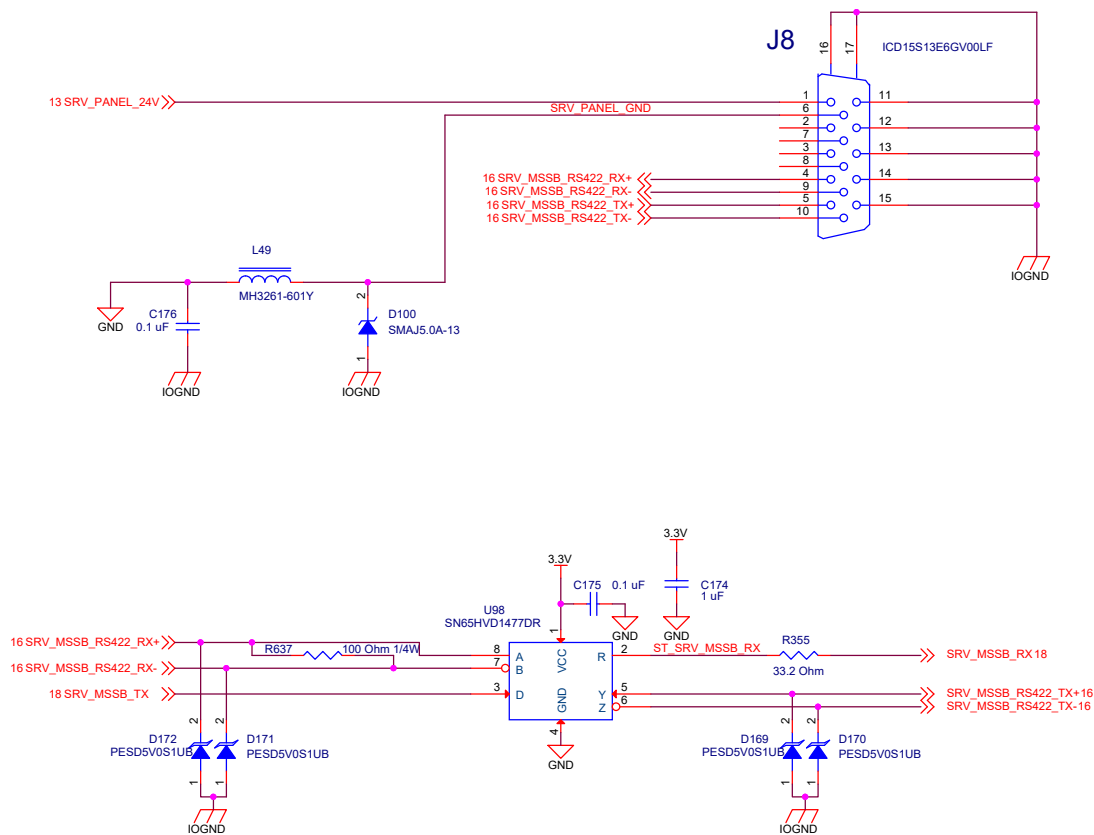 J8
ICD15S13E6GV00LF
16
17
13 SRV_PANEL_24V
SRV_PANEL_GND
1
6
2
7
3
8
4
9
5
10
11
12
13
14
15
16 SRV_MSSB_RS422_RX+
16 SRV_MSSB_RS422_RX-
16 SRV_MSSB_RS422_TX+
16 SRV_MSSB_RS422_TX-
IOGND
L49
MH3261-601Y
GND
C176
0.1 uF
IOGND
2
D100
SMAJ5.0A-13
1
IOGND
3.3V
3.3V
C175 0.1 uF
C174
1 uF
GND
GND
U98
SN65HVD1477DR
1
16 SRV_MSSB_RS422_RX+
R637
100 Ohm 1/4W
16 SRV_MSSB_RS422_RX-
18 SRV_MSSB_TX
8
7
3
A
B
D
VCC
GND
R
Y
Z
2
5
6
4
GND
ST_SRV_MSSB_RX
R355
33.2 Ohm
SRV_MSSB_RX 18
SRV_MSSB_RS422_TX+16
SRV_MSSB_RS422_TX-16
2
2
D172
PESD5V0S1UB
D171
PESD5V0S1UB
1
1
IOGND
2
2
D169
PESD5V0S1UB
D170
PESD5V0S1UB
1
1
IOGND